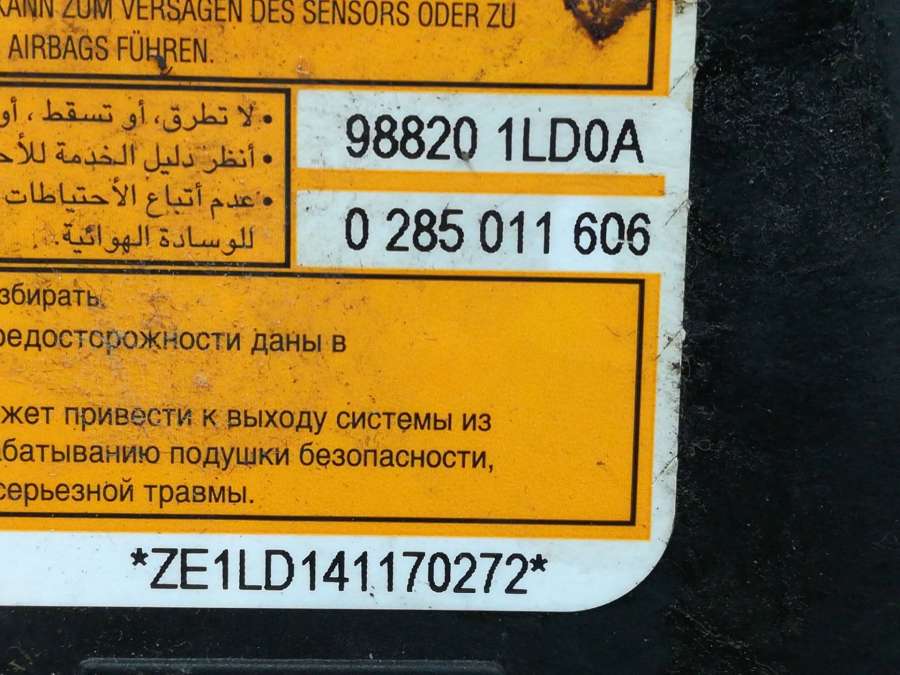 KANN ZUM VERSAGEN DES SENSORS ODER ZU
AIRBAGS FÜHREN.
• لا تطرق، أو تسقط، أو
• أنظر دليل الخدمة للأح
• عدم أتباع الأحتياطات
للوسادة الهوائية.
98820 1LD0A
0 285 011 606
збирать.
редосторожности даны в
жет привести к выходу системы из
батыванию подушки безопасности,
серьезной травмы.
*ZE1LD141170272*